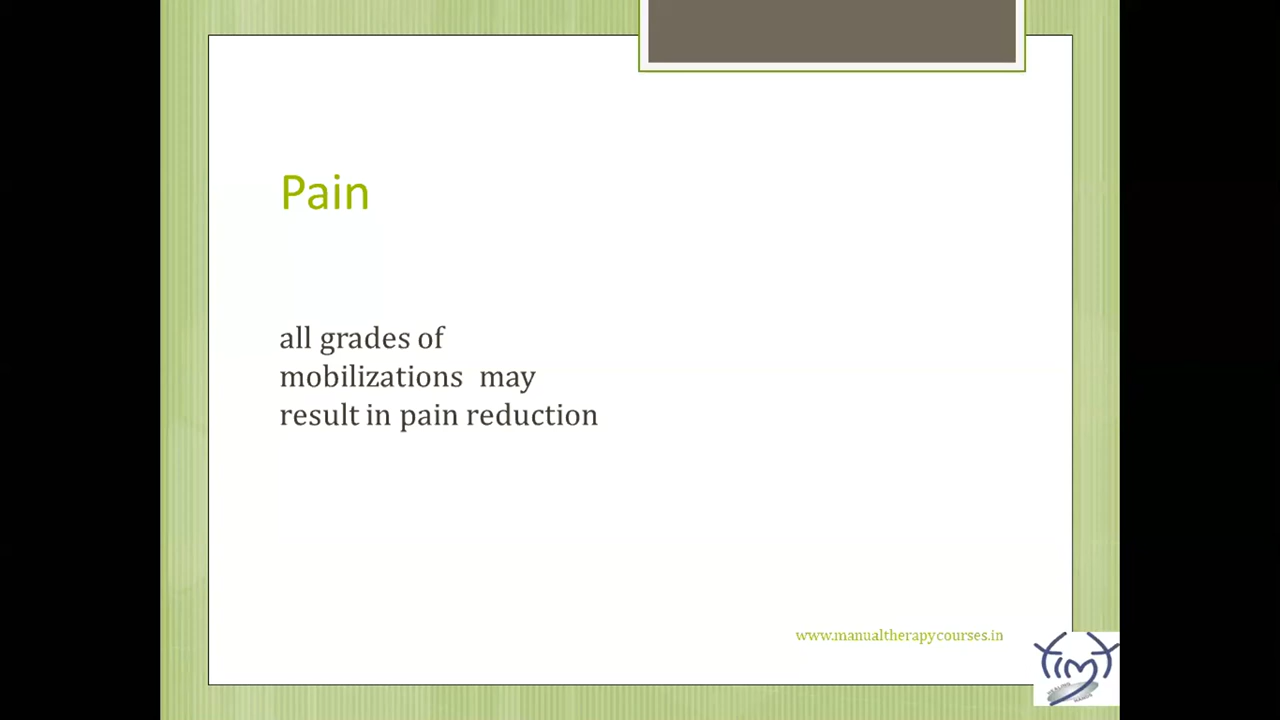 Pain
all grades of
mobilizations  may
result in pain reduction
www.manualtherapycourses.in